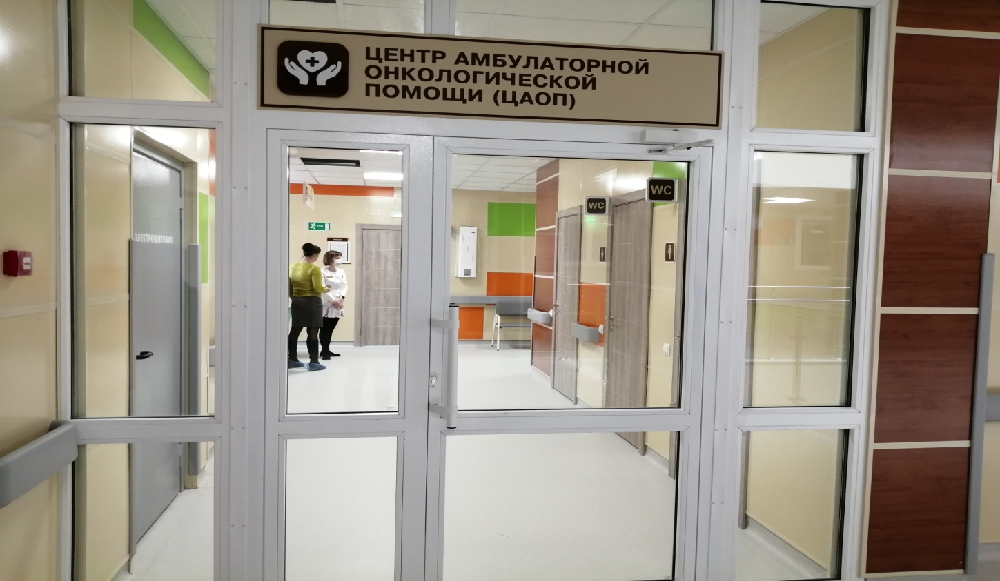 ЦЕНТР АМБУЛАТОРНОЙ
ОНКОЛОГИЧЕСКОЙ
ПОМОЩИ (ЦАОП)
WC
WC
ЭЛЕКТРОЩИТОВАЯ